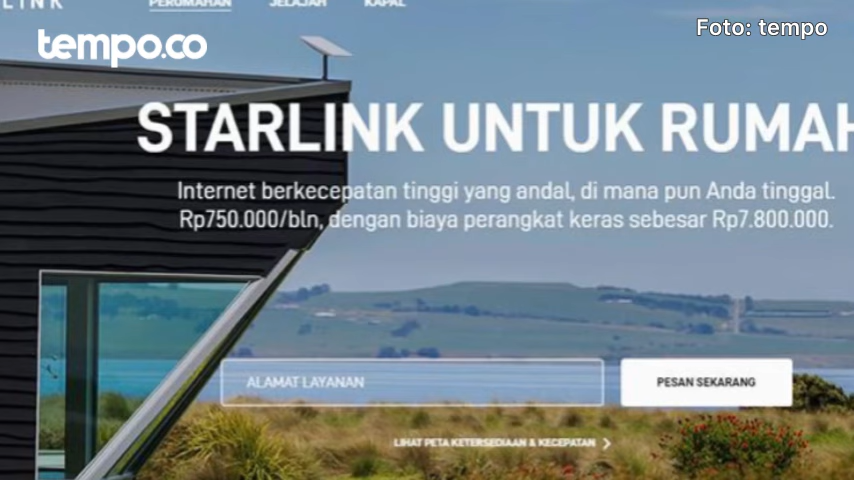 LINK
PERUMAHAN JELAJAH KAPAL
tempo.co
Foto: tempo
STARLINK UNTUK RUMAH
Internet berkecepatan tinggi yang andal, di mana pun Anda tinggal.
Rp750.000/bln, dengan biaya perangkat keras sebesar Rp7.800.000.
ALAMAT LAYANAN
PESAN SEKARANG
LIHAT PETA KETERSEDIAAN & KECEPATAN